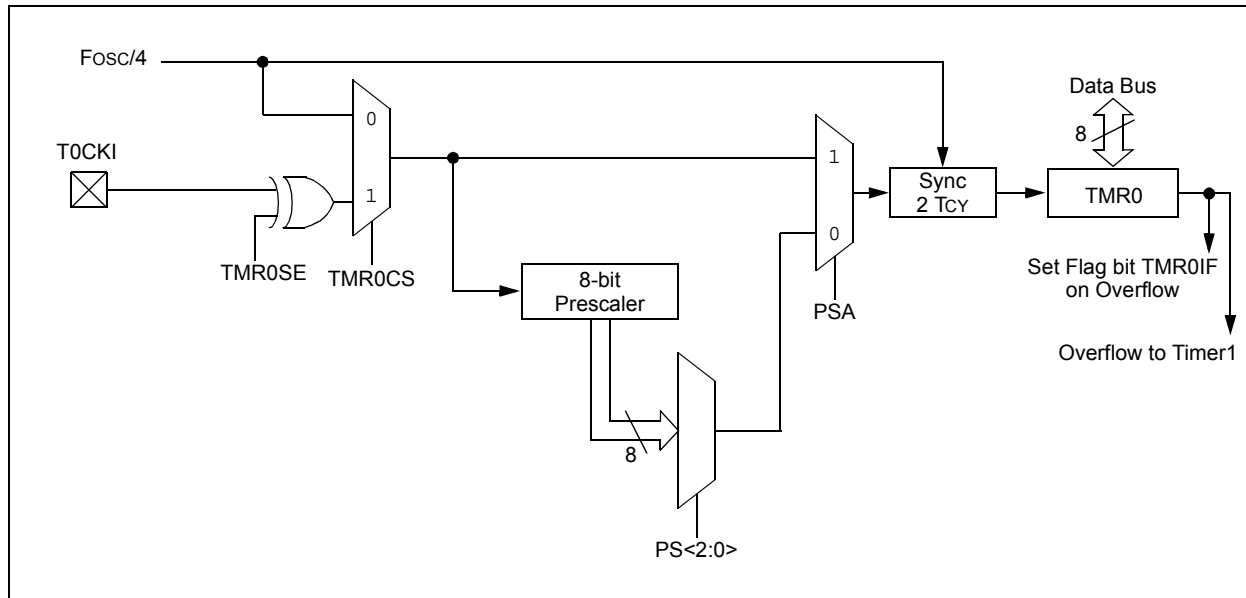 FOSC/4
Data Bus
8
T0CKI
0
1
1
0
Sync
2 TCY
TMR0
TMR0SE
TMR0CS
8-bit
Prescaler
PSA
Set Flag bit TMR0IF
on Overflow
Overflow to Timer1
8
PS<2:0>